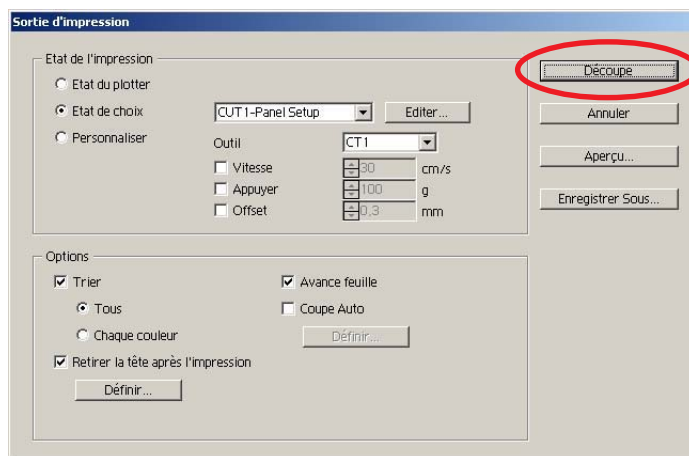 Sortie d'impression
Etat de l'impression
Etat du plotter
Etat de choix CUT1-Panel Setup Editer...
Personnaliser
Outil CT1
Vitesse 30 cm/s
Appuyer 100 g
Offset 0,3 mm
Découpe
Annuler
Aperçu...
Enregistrer Sous...
Options
Trier
Tous
Chaque couleur
Retirer la tête après l'impression
Définir...
Avance feuille
Coupe Auto
Définir...